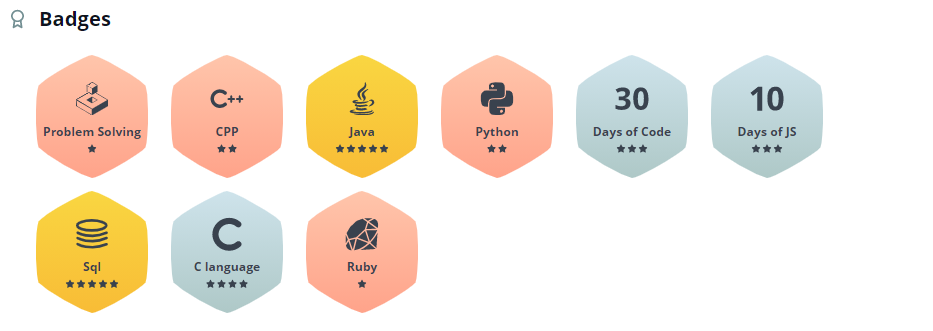 Badges
C++
30
10
Problem Solving
CPP
Java
Python
Days of Code
Days of JS
C
Sql
C language
Ruby